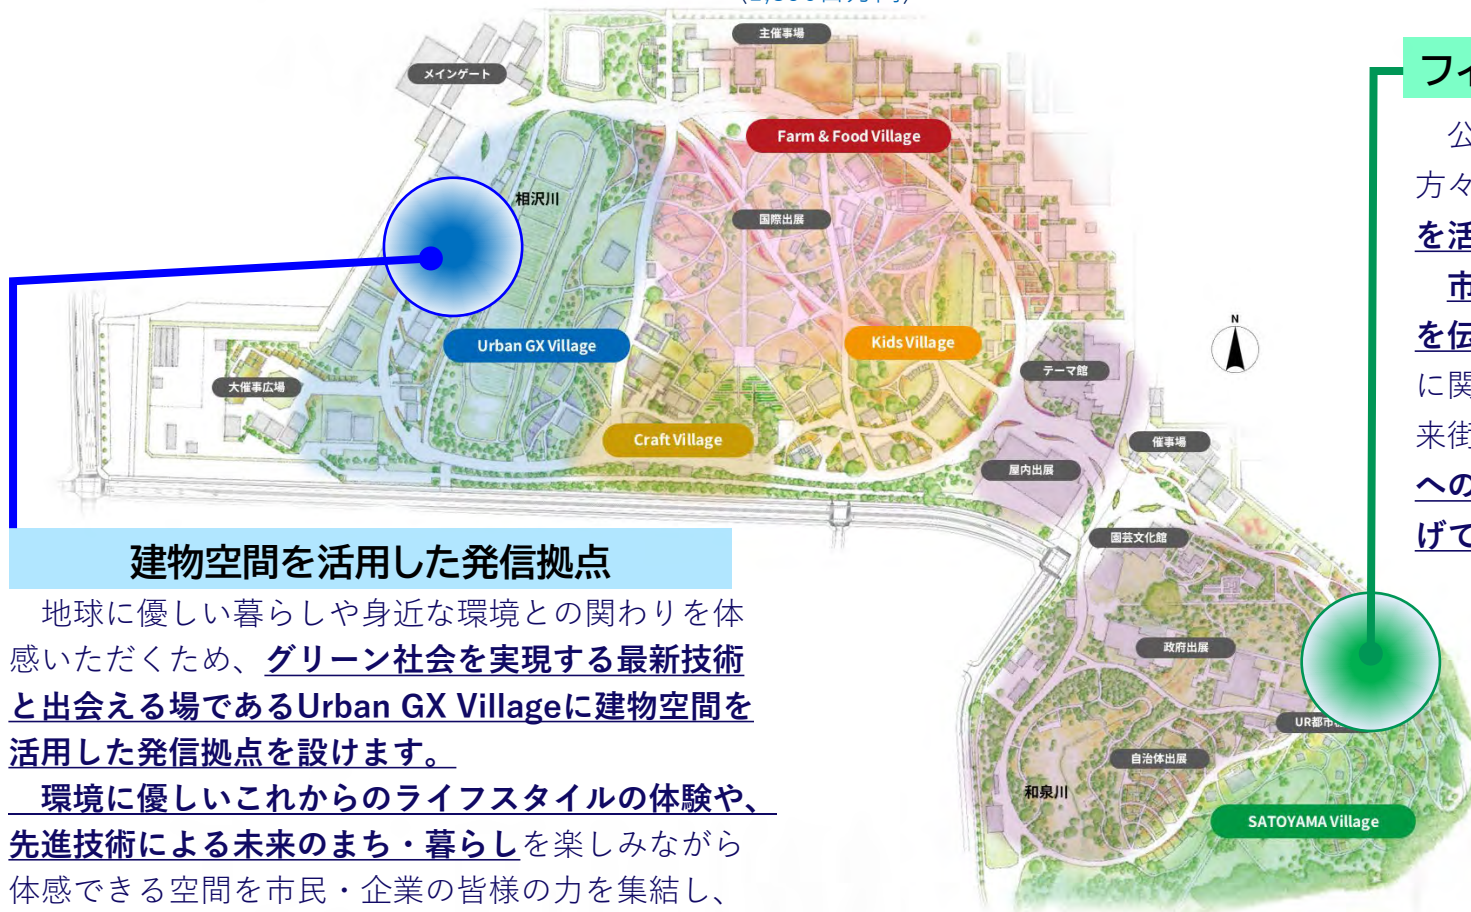 主催事場
メインゲート
Farm & Food Village
相沢川
国際出展
Urban GX Village
Kids Village
N
テーマ館
大催事広場
Craft Village
催事場
屋内出展
園芸文化館
政府出展
UR都市
自治体出展
和泉川
SATOYAMA Village
建物空間を活用した発信拠点
地球に優しい暮らしや身近な環境との関わりを体
感いただくため、グリーン社会を実現する最新技術
と出会える場であるUrban GX Villageに建物空間を
活用した発信拠点を設けます。
環境に優しいこれからのライフスタイルの体験や、
先進技術による未来のまち・暮らしを楽しみながら
体感できる空間を市民・企業の皆様の力を集結し、
フィ
公
方々
を活
市
を伝
に関
来街
への
げて